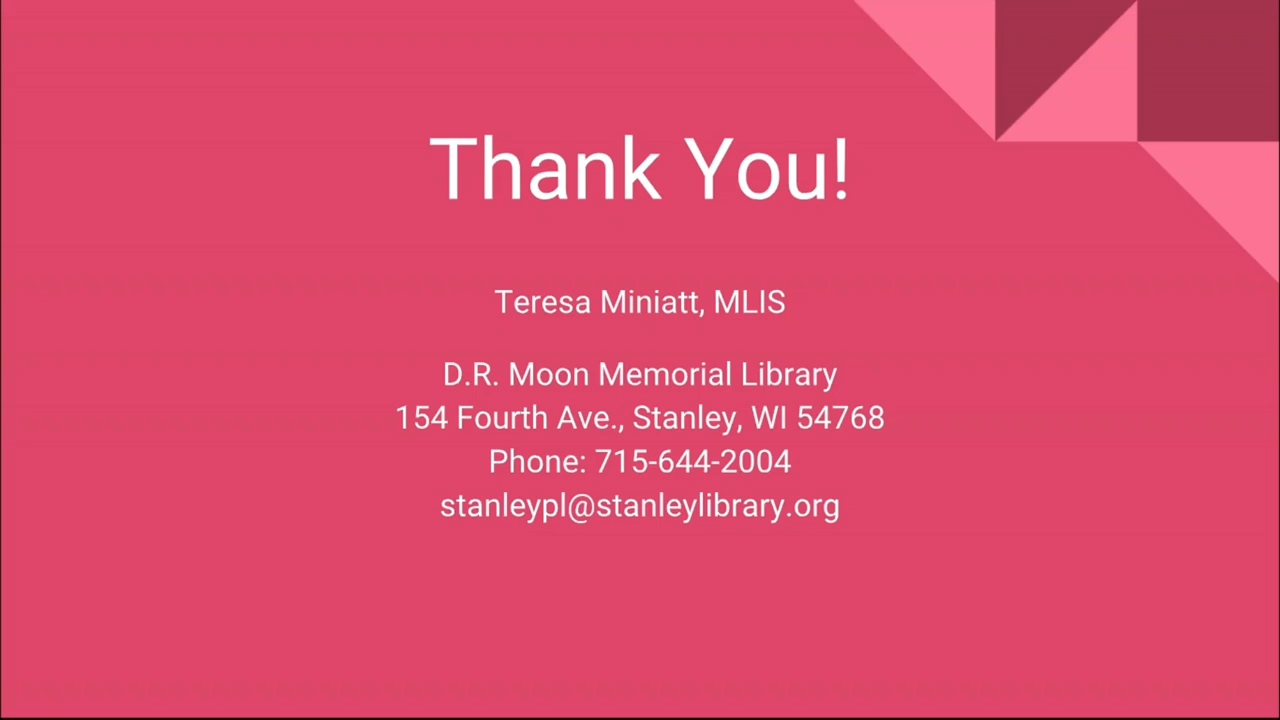 Thank You!
Teresa Miniatt, MLIS
D.R. Moon Memorial Library
154 Fourth Ave., Stanley, WI 54768
Phone: 715-644-2004
stanleypl@stanleylibrary.org